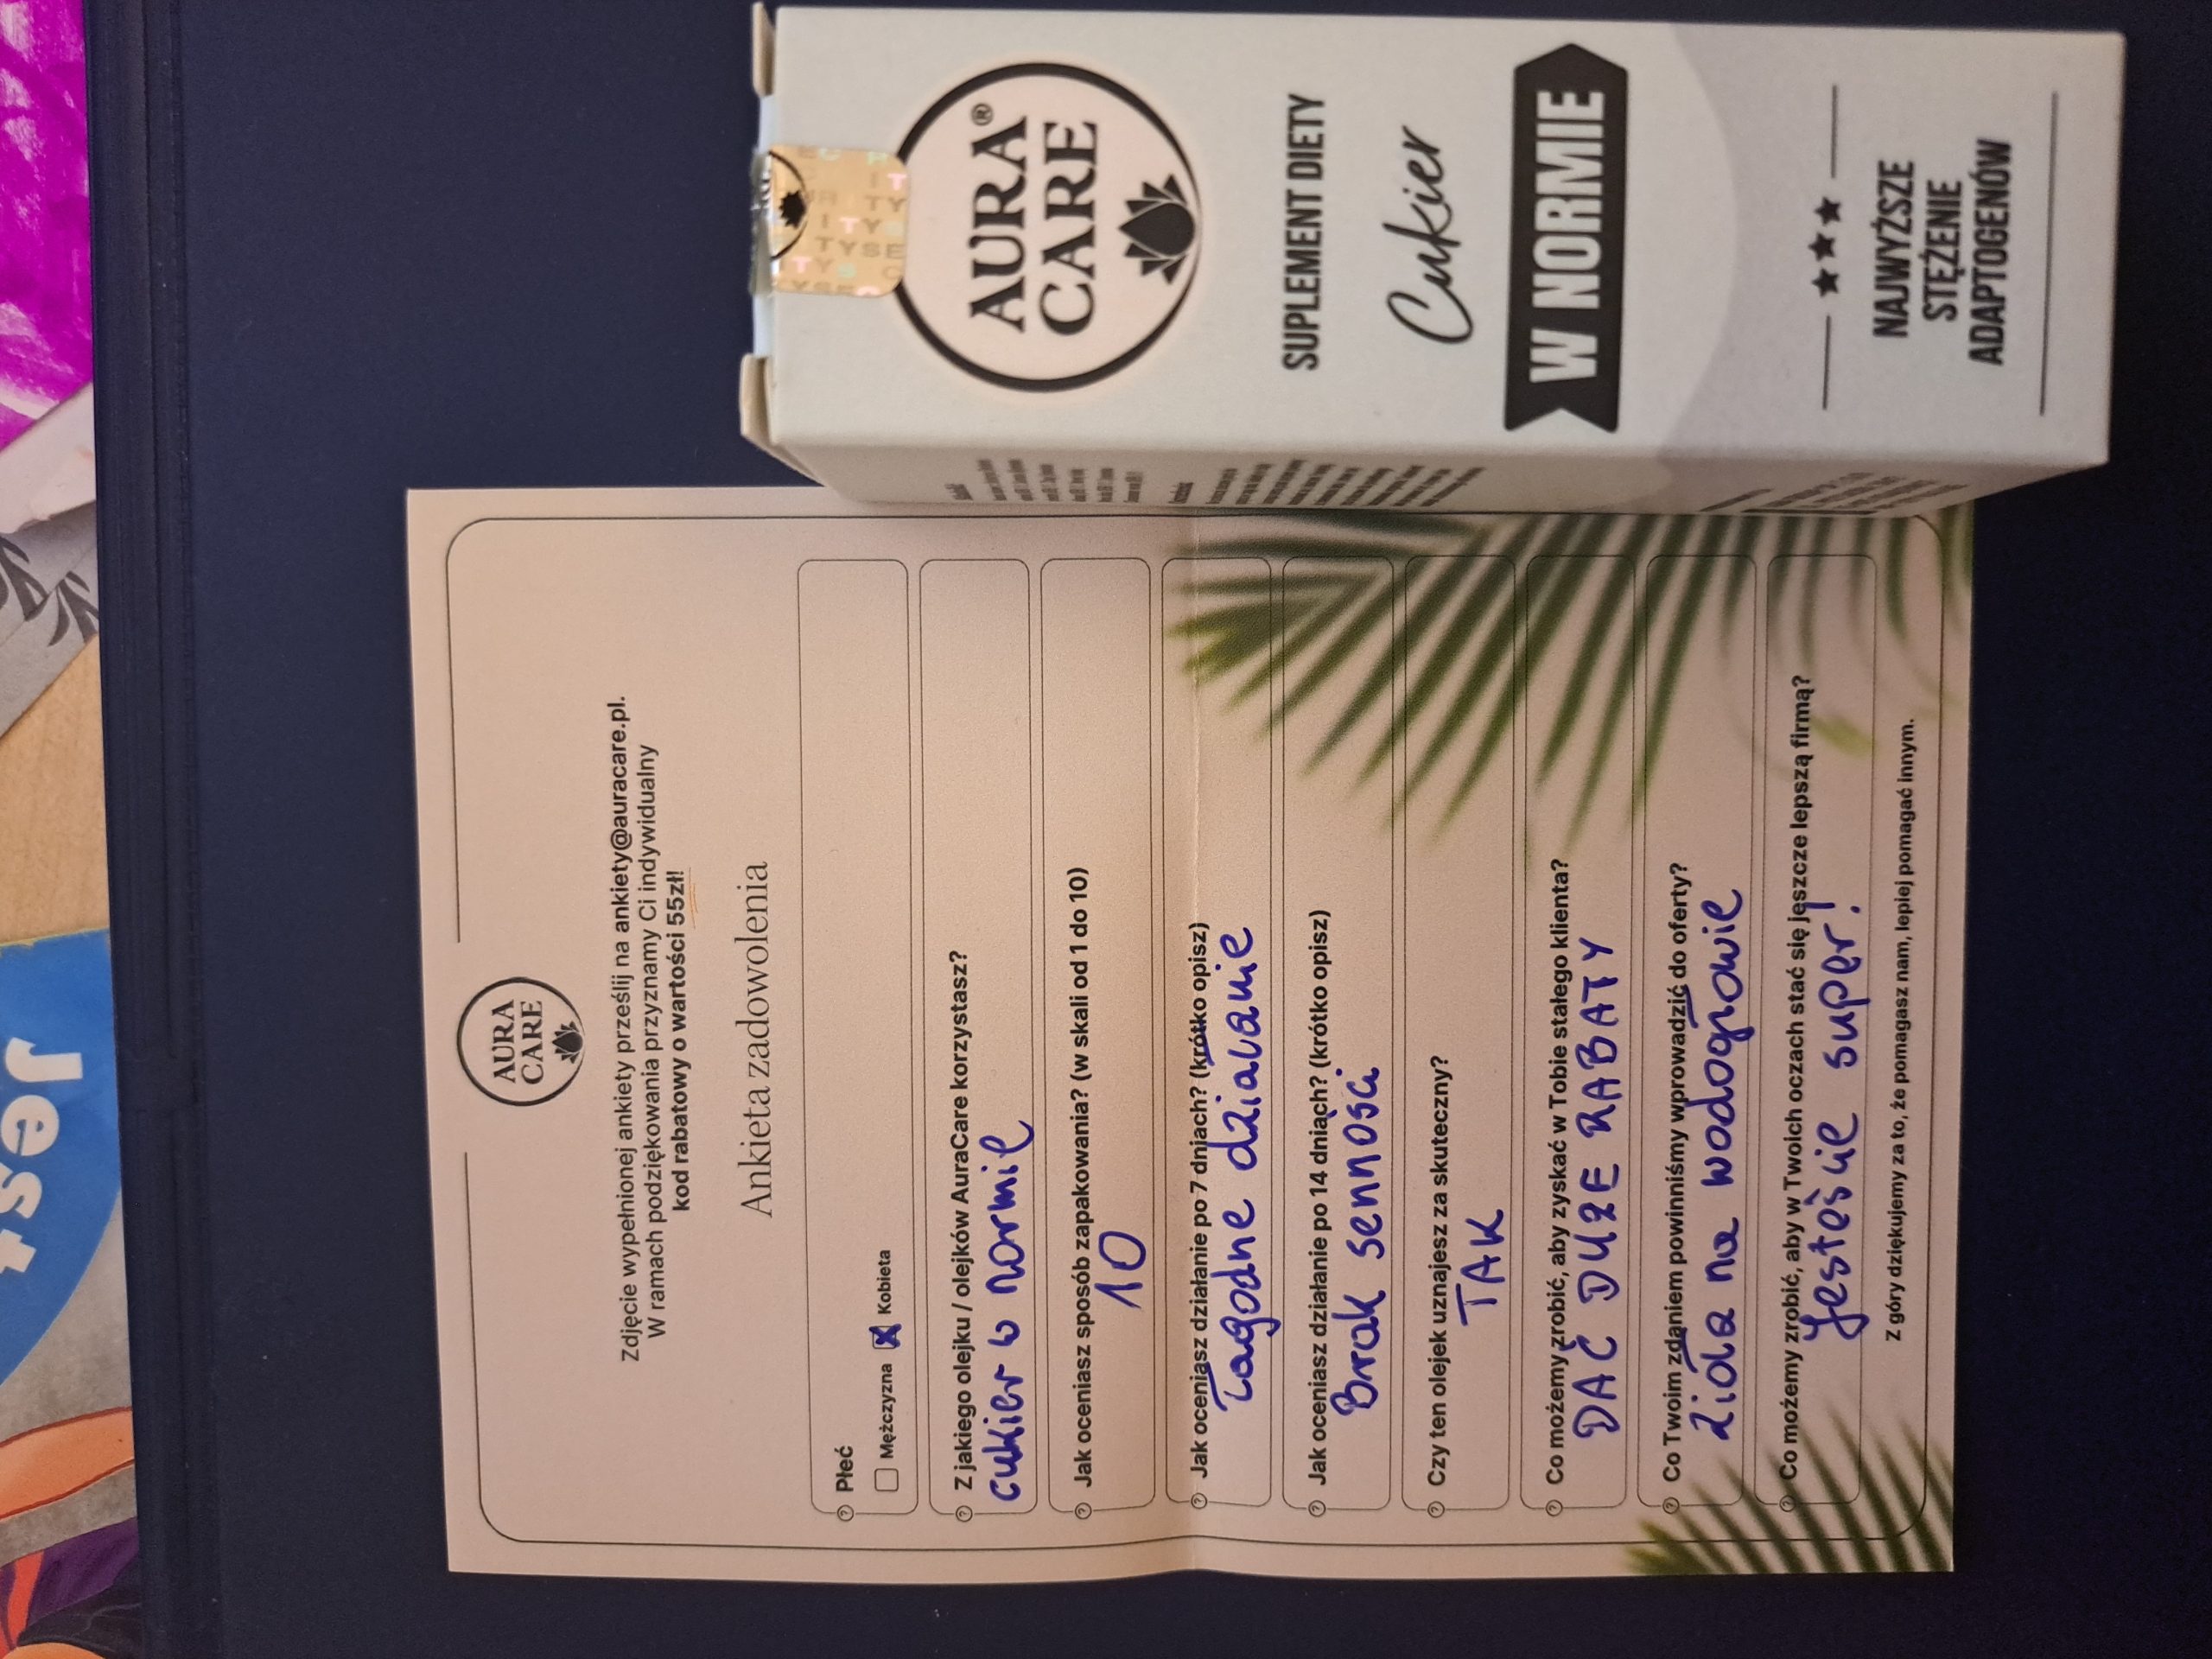 AURA
CARE
Zdjęcie wypełnionej ankiety prześlij na ankiety@auracare.pl.
W ramach podziękowania przyznamy Ci indywidualny
kod rabatowy o wartości 55zł!
Ankieta zadowolenia
Płeć
Mężczyzna Kobieta
Z jakiego olejku / olejków AuraCare korzystasz?
cukier w normie
Jak oceniasz sposób zapakowania? (w skali od 1 do 10)
10
Jak oceniasz działanie po 7 dniach? (krótko opisz)
Łagodne działanie
Jak oceniasz działanie po 14 dniach? (krótko opisz)
Brak senności
Czy ten olejek uznajesz za skuteczny?
TAK
Co możemy zrobić, aby zyskać w Tobie stałego klienta?
DAĆ DUŻE RABATY
Co Twoim zdaniem powinniśmy wprowadzić do oferty?
zioła na wodogłowie
Co możemy zrobić, aby w Twoich oczach stać się jeszcze lepszą firmą?
Jesteście super!
Z góry dziękujemy za to, że pomagasz nam, lepiej pomagać innym.
AURA®
CARE
SUPLEMENT DIETY
Cukier
W NORMIE
NAJWYŻSZE
STĘŻENIE
ADAPTOGENÓW
Jest